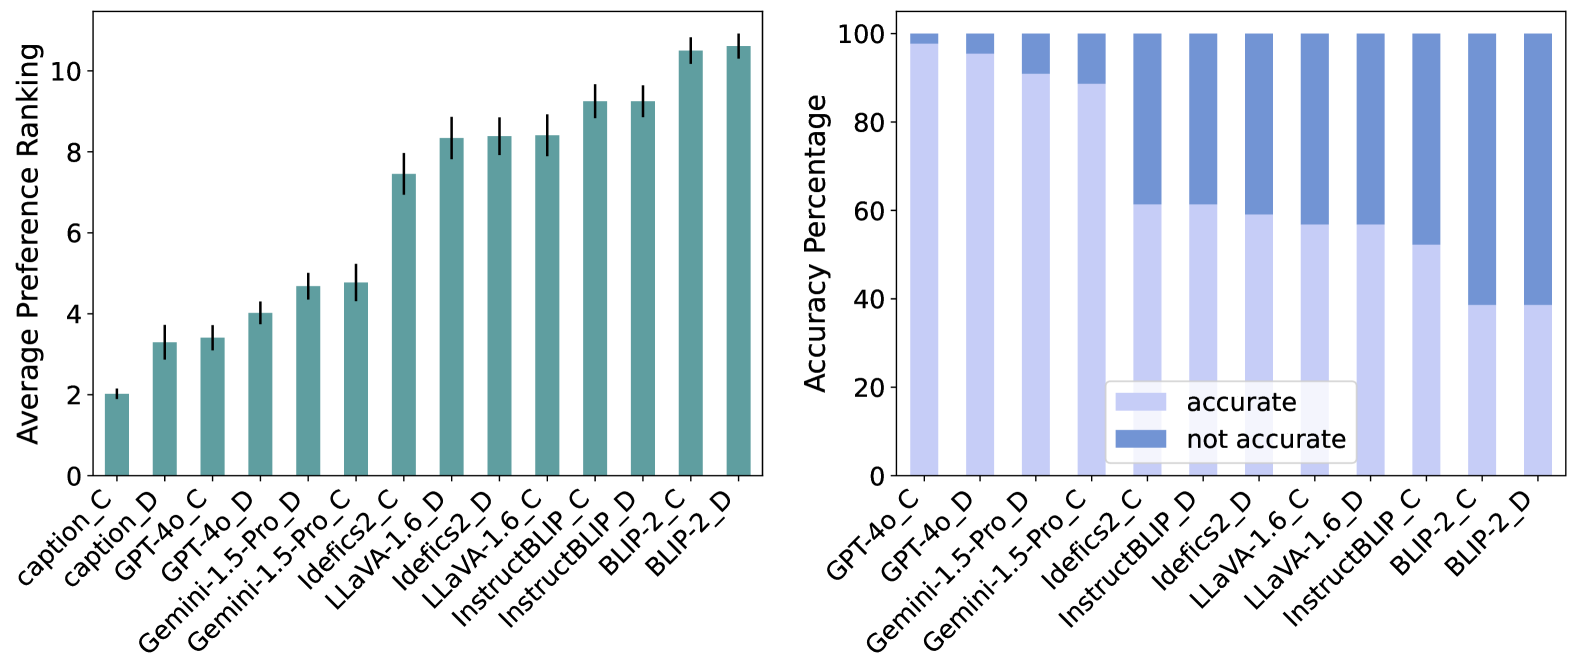 Average Preference Ranking
10
8
6
4
2
0
caption_C
caption_D
GPT-4o_C
GPT-4o_D
Gemini-1.5-Pro_D
Gemini-1.5-Pro_C
Idefics2_C
LLaVA-1.6_D
Idefics2_D
LLaVA-1.6_C
InstructBLIP_C
InstructBLIP_D
BLIP-2_C
BLIP-2_D
Accuracy Percentage
100
80
60
40
20
0
accurate
not accurate
GPT-4o_C
GPT-4o_D
Gemini-1.5-Pro_D
Gemini-1.5-Pro_C
Idefics2_C
InstructBLIP_D
Idefics2_D
LLaVA-1.6_C
LLaVA-1.6_D
InstructBLIP_C
BLIP-2_C
BLIP-2_D